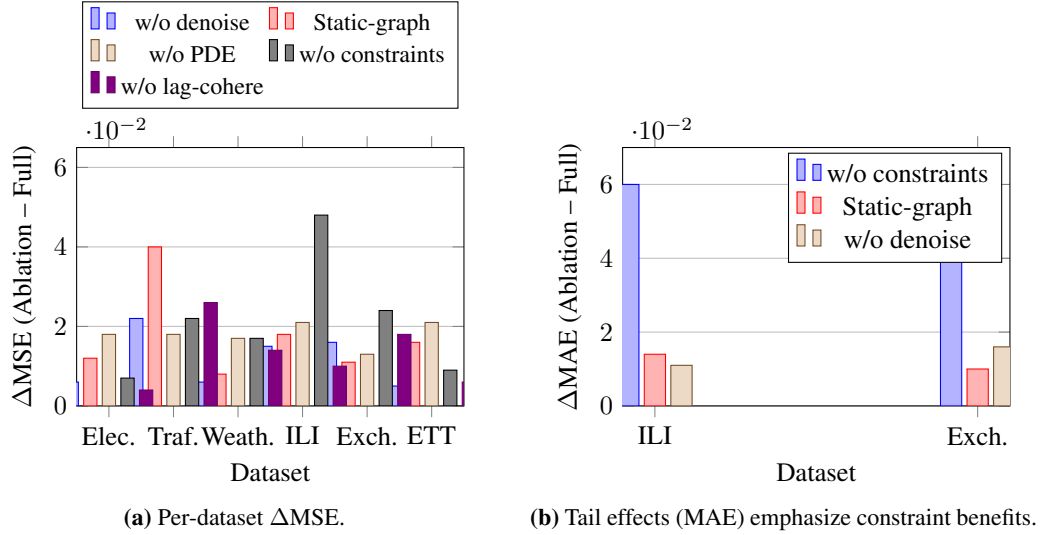 w/o denoise
Static-graph
w/o PDE
w/o constraints
w/o lag-cohere
·10⁻²
6
4
2
0
ΔMSE (Ablation − Full)
Elec.
Traf.
Weath.
ILI
Exch.
ETT
Dataset
(a) Per-dataset ΔMSE.
·10⁻²
w/o constraints
Static-graph
w/o denoise
6
4
2
0
ΔMAE (Ablation − Full)
ILI
Exch.
Dataset
(b) Tail effects (MAE) emphasize constraint benefits.